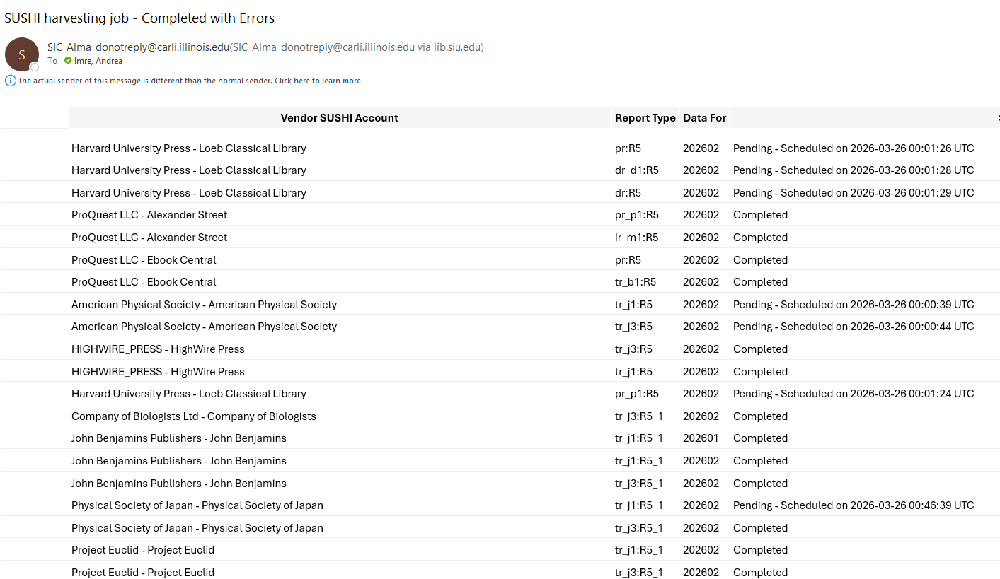 SUSHI harvesting job - Completed with Errors
S
SIC_Alma_donotreply@carli.illinois.edu(SIC_Alma_donotreply@carli.illinois.edu via lib.siu.edu)
To Imre, Andrea
The actual sender of this message is different than the normal sender. Click here to learn more.
Vendor SUSHI Account Report Type Data For
Harvard University Press - Loeb Classical Library pr:R5 202602 Pending - Scheduled on 2026-03-26 00:01:26 UTC
Harvard University Press - Loeb Classical Library dr_d1:R5 202602 Pending - Scheduled on 2026-03-26 00:01:28 UTC
Harvard University Press - Loeb Classical Library dr:R5 202602 Pending - Scheduled on 2026-03-26 00:01:29 UTC
ProQuest LLC - Alexander Street pr_p1:R5 202602 Completed
ProQuest LLC - Alexander Street ir_m1:R5 202602 Completed
ProQuest LLC - Ebook Central pr:R5 202602 Completed
ProQuest LLC - Ebook Central tr_b1:R5 202602 Completed
American Physical Society - American Physical Society tr_j1:R5 202602 Pending - Scheduled on 2026-03-26 00:00:39 UTC
American Physical Society - American Physical Society tr_j3:R5 202602 Pending - Scheduled on 2026-03-26 00:00:44 UTC
HIGHWIRE_PRESS - HighWire Press tr_j3:R5 202602 Completed
HIGHWIRE_PRESS - HighWire Press tr_j1:R5 202602 Completed
Harvard University Press - Loeb Classical Library pr_p1:R5 202602 Pending - Scheduled on 2026-03-26 00:01:24 UTC
Company of Biologists Ltd - Company of Biologists tr_j3:R5_1 202602 Completed
John Benjamins Publishers - John Benjamins tr_j1:R5_1 202601 Completed
John Benjamins Publishers - John Benjamins tr_j1:R5_1 202602 Completed
John Benjamins Publishers - John Benjamins tr_j3:R5_1 202602 Completed
Physical Society of Japan - Physical Society of Japan tr_j1:R5_1 202602 Pending - Scheduled on 2026-03-26 00:46:39 UTC
Physical Society of Japan - Physical Society of Japan tr_j3:R5_1 202602 Completed
Project Euclid - Project Euclid tr_j1:R5_1 202602 Completed
Project Euclid - Project Euclid tr_j3:R5_1 202602 Completed